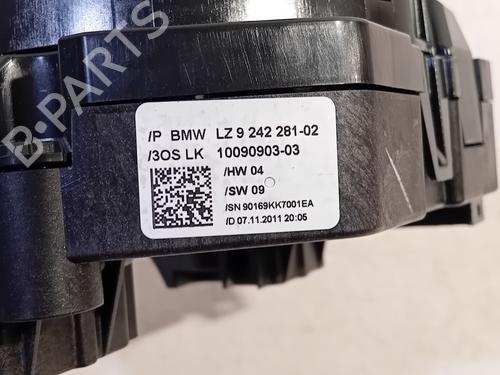 B-PARTS
/P BMW LZ 9 242 281-02
/3OS LK 10090903-03
/HW 04
/SW 09
/SN 90169KK7001EA
/D 07.11.2011 20:05